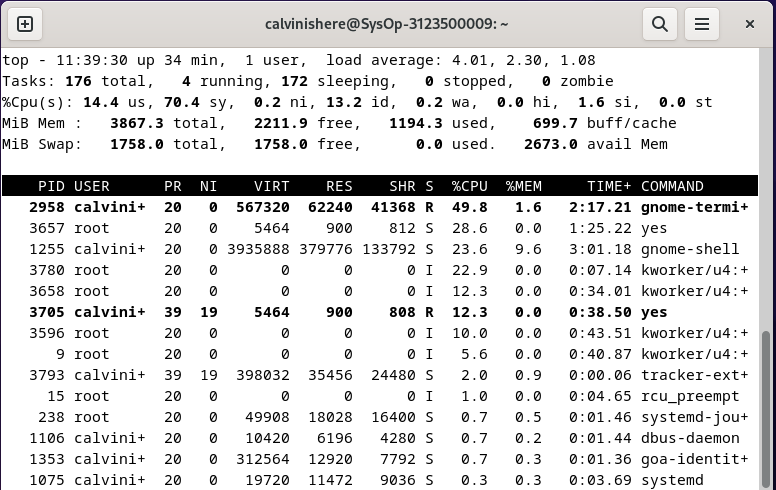 calvinishere@SysOp-3123500009: ~
top - 11:39:30 up 34 min,  1 user,  load average: 4.01, 2.30, 1.08
Tasks: 176 total,   4 running, 172 sleeping,   0 stopped,   0 zombie
%Cpu(s): 14.4 us, 70.4 sy,  0.2 ni, 13.2 id,  0.2 wa,  0.0 hi,  1.6 si,  0.0 st
MiB Mem :   3867.3 total,   2211.9 free,   1194.3 used,    699.7 buff/cache
MiB Swap:   1758.0 total,   1758.0 free,      0.0 used.   2673.0 avail Mem
PID USER      PR  NI    VIRT    RES    SHR S  %CPU  %MEM     TIME+ COMMAND
2958 calvini+  20   0  567320  62240  41368 R  49.8   1.6   2:17.21 gnome-termi+
3657 root      20   0    5464    900    812 S  28.6   0.0   1:25.22 yes
1255 calvini+  20   0 3935888 379776 133792 S  23.6   9.6   3:01.18 gnome-shell
3780 root      20   0       0      0      0 I  22.9   0.0   0:07.14 kworker/u4:+
3658 root      20   0       0      0      0 I  12.3   0.0   0:34.01 kworker/u4:+
3705 calvini+  39  19    5464    900    808 R  12.3   0.0   0:38.50 yes
3596 root      20   0       0      0      0 I  10.0   0.0   0:43.51 kworker/u4:+
9 root      20   0       0      0      0 I   5.6   0.0   0:40.87 kworker/u4:+
3793 calvini+  39  19  398032  35456  24480 S   2.0   0.9   0:00.06 tracker-ext+
15 root      20   0       0      0      0 I   1.0   0.0   0:04.65 rcu_preempt
238 root      20   0   49908  18028  16400 S   0.7   0.5   0:01.46 systemd-jou+
1106 calvini+  20   0   10420   6196   4280 S   0.7   0.2   0:01.44 dbus-daemon
1353 calvini+  20   0  312564  12920   7792 S   0.7   0.3   0:01.36 goa-identit+
1075 calvini+  20   0   19720  11472   9036 S   0.3   0.3   0:03.69 systemd